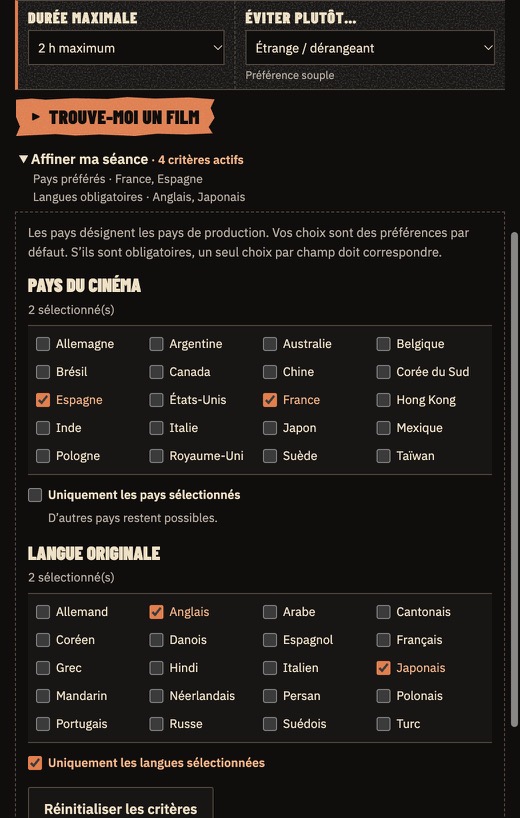 DURÉE MAXIMALE
ÉVITER PLUTÔT…
2 h maximum
Étrange / dérangeant
Préférence souple
TROUVE-MOI UN FILM
Affiner ma séance · 4 critères actifs
Pays préférés · France, Espagne
Langues obligatoires · Anglais, Japonais
Les pays désignent les pays de production. Vos choix sont des préférences par
défaut. S’ils sont obligatoires, un seul choix par champ doit correspondre.
PAYS DU CINÉMA
2 sélectionné(s)
Allemagne Argentine Australie Belgique
Brésil Canada Chine Corée du Sud
Espagne États-Unis France Hong Kong
Inde Italie Japon Mexique
Pologne Royaume-Uni Suède Taïwan
Uniquement les pays sélectionnés
D’autres pays restent possibles.
LANGUE ORIGINALE
2 sélectionné(s)
Allemand Anglais Arabe Cantonais
Coréen Danois Espagnol Français
Grec Hindi Italien Japonais
Mandarin Néerlandais Persan Polonais
Portugais Russe Suédois Turc
Uniquement les langues sélectionnées
Réinitialiser les critères